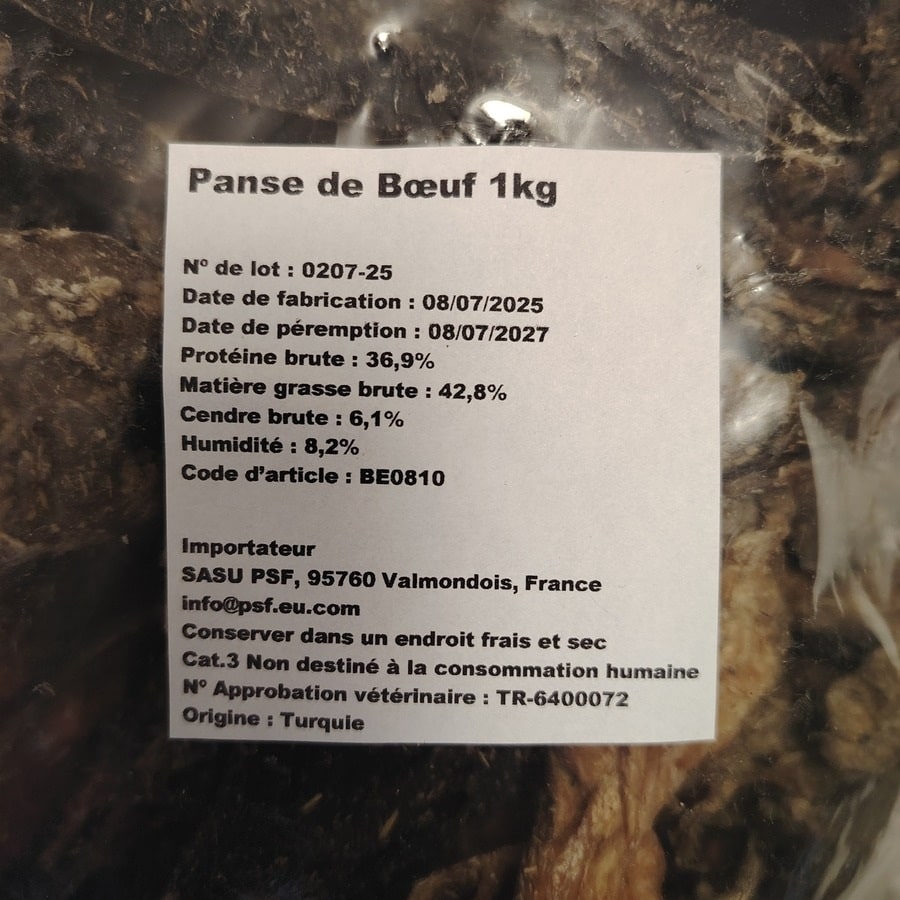 Panse de Bœuf 1kg
N° de lot : 0207-25
Date de fabrication : 08/07/2025
Date de péremption : 08/07/2027
Protéine brute : 36,9%
Matière grasse brute : 42,8%
Cendre brute : 6,1%
Humidité : 8,2%
Code d'article : BE0810
Importateur
SASU PSF, 95760 Valmondois, France
info@psf.eu.com
Conserver dans un endroit frais et sec
Cat.3 Non destiné à la consommation humaine
N° Approbation vétérinaire : TR-6400072
Origine : Turquie